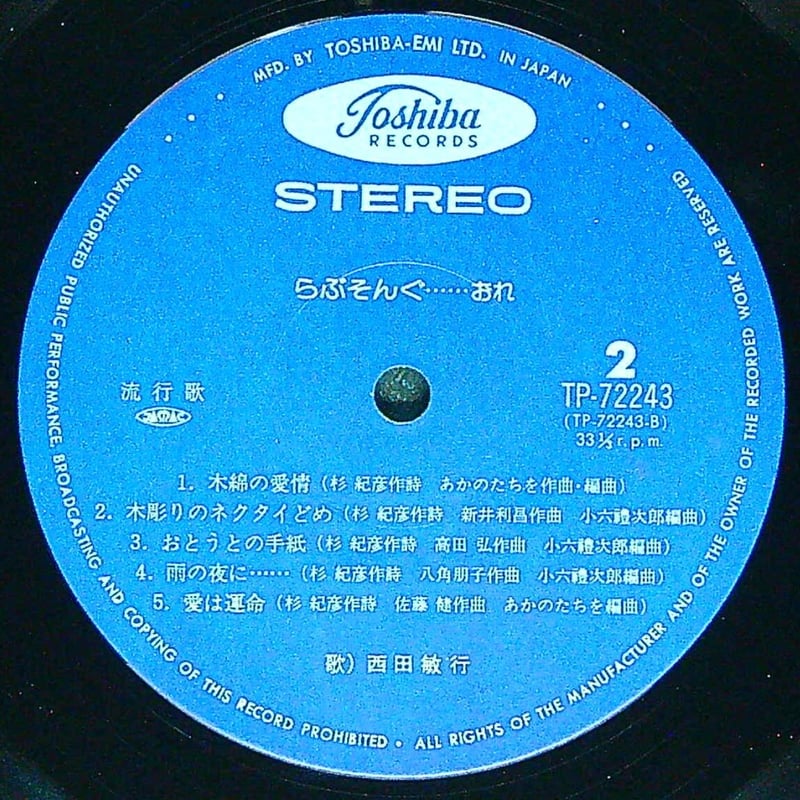 MFD. BY TOSHIBA-EMI LTD. IN JAPAN
Toshiba
RECORDS
STEREO
らぶそんぐ……おれ
2
流行歌
TP-72243
JASRAC
(TP-72243-B)
33⅓ r.p.m.
1. 木綿の愛情(杉 紀彦作詩 あかのたちを作曲・編曲)
2. 木彫りのネクタイどめ(杉 紀彦作詩 新井利昌作曲 小六禮次郎編曲)
3. おとうとの手紙(杉 紀彦作詩 高田 弘作曲 小六禮次郎編曲)
4. 雨の夜に……(杉 紀彦作詩 八角朋子作曲 小六禮次郎編曲)
5. 愛は運命(杉 紀彦作詩 佐藤 健作曲 あかのたちを編曲)
歌) 西田敏行
UNAUTHORIZED PUBLIC PERFORMANCE, BROADCASTING AND COPYING OF THIS RECORD PROHIBITED • ALL RIGHTS OF THE MANUFACTURER AND OF THE OWNER OF THE RECORDED WORK ARE RESERVED